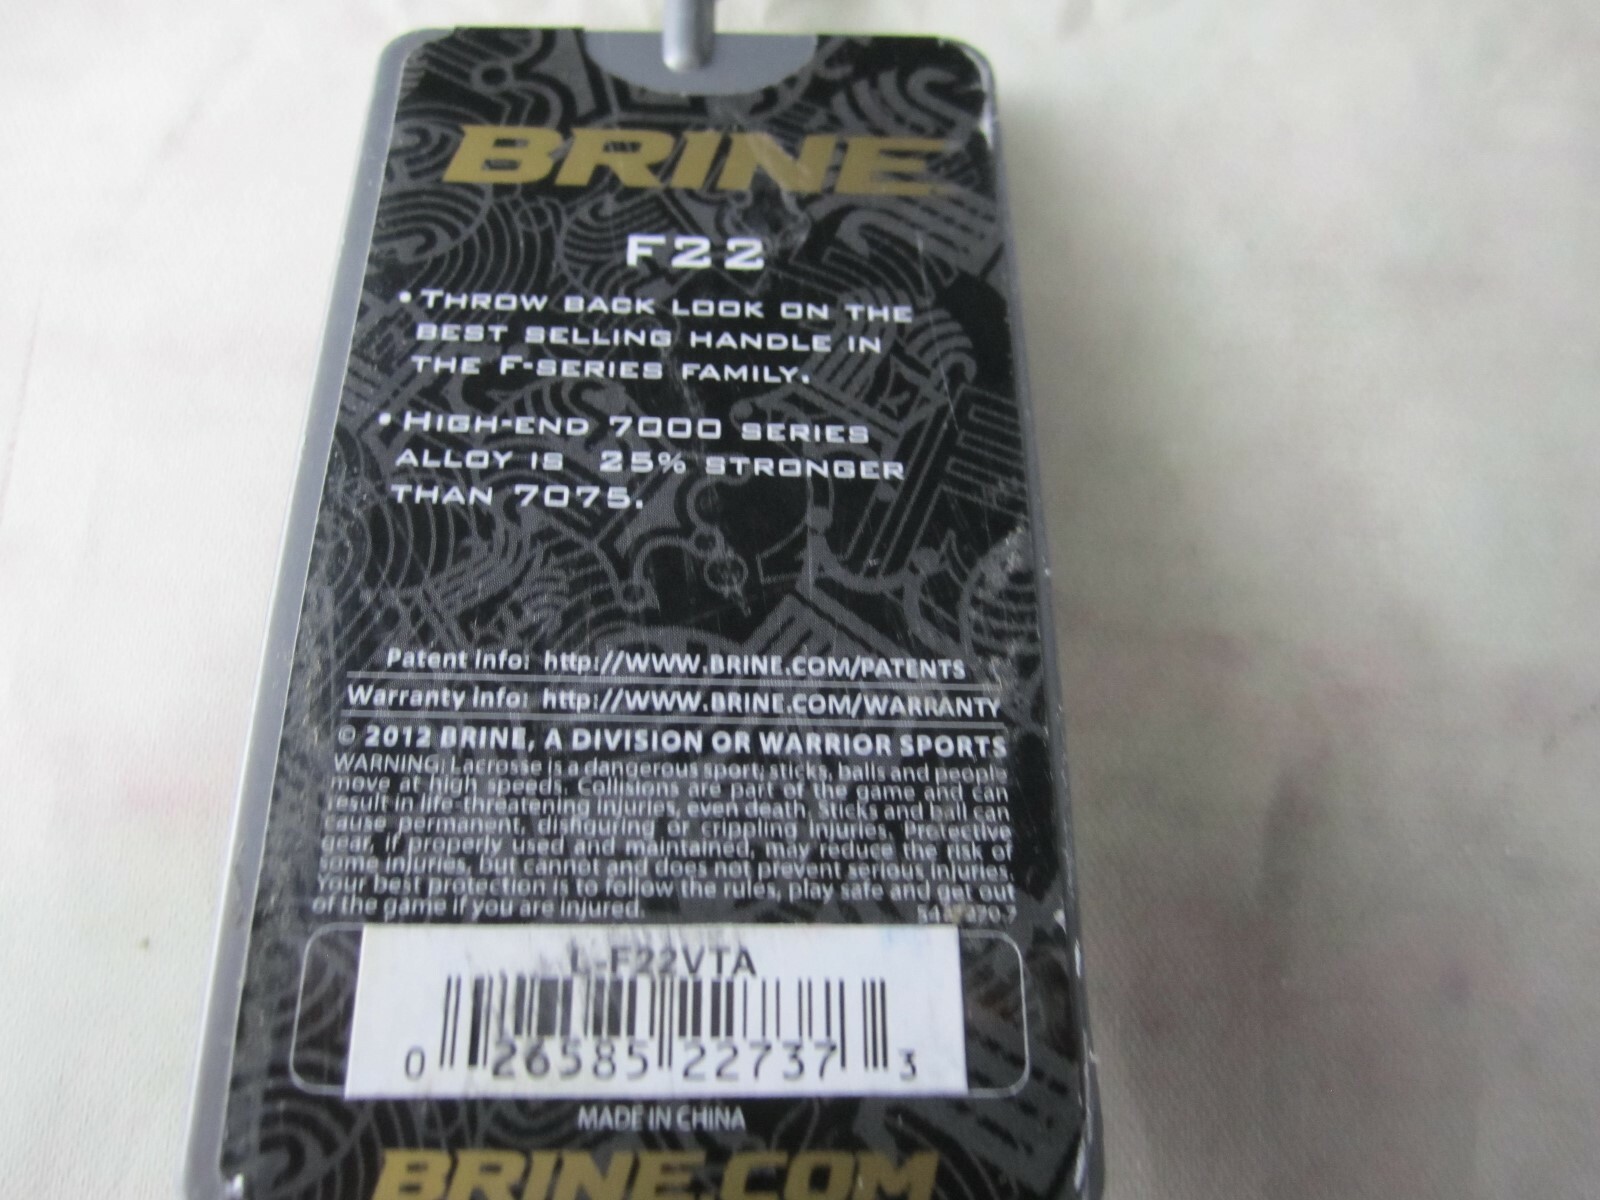 BRINE
F22
• THROW BACK LOOK ON THE
BEST SELLING HANDLE IN
THE F-SERIES FAMILY.
• HIGH-END 7000 SERIES
ALLOY IS 25% STRONGER
THAN 7075.
Patent Info: http://WWW.BRINE.COM/PATENTS
Warranty Info: http://WWW.BRINE.COM/WARRANTY
© 2012 BRINE, A DIVISION OR WARRIOR SPORTS
WARNING: Lacrosse is a dangerous sport; sticks, balls and people
move at high speeds. Collisions are part of the game and can
result in life-threatening injuries, even death. Sticks and ball can
cause permanent, disfiguring or crippling injuries. Protective
gear, if properly used and maintained, may reduce the risk of
some injuries, but cannot and does not prevent serious injuries.
Your best protection is to follow the rules, play safe and get out
of the game if you are injured.
L-F22VTA
0 26585 22737 3
MADE IN CHINA
BRINE.COM